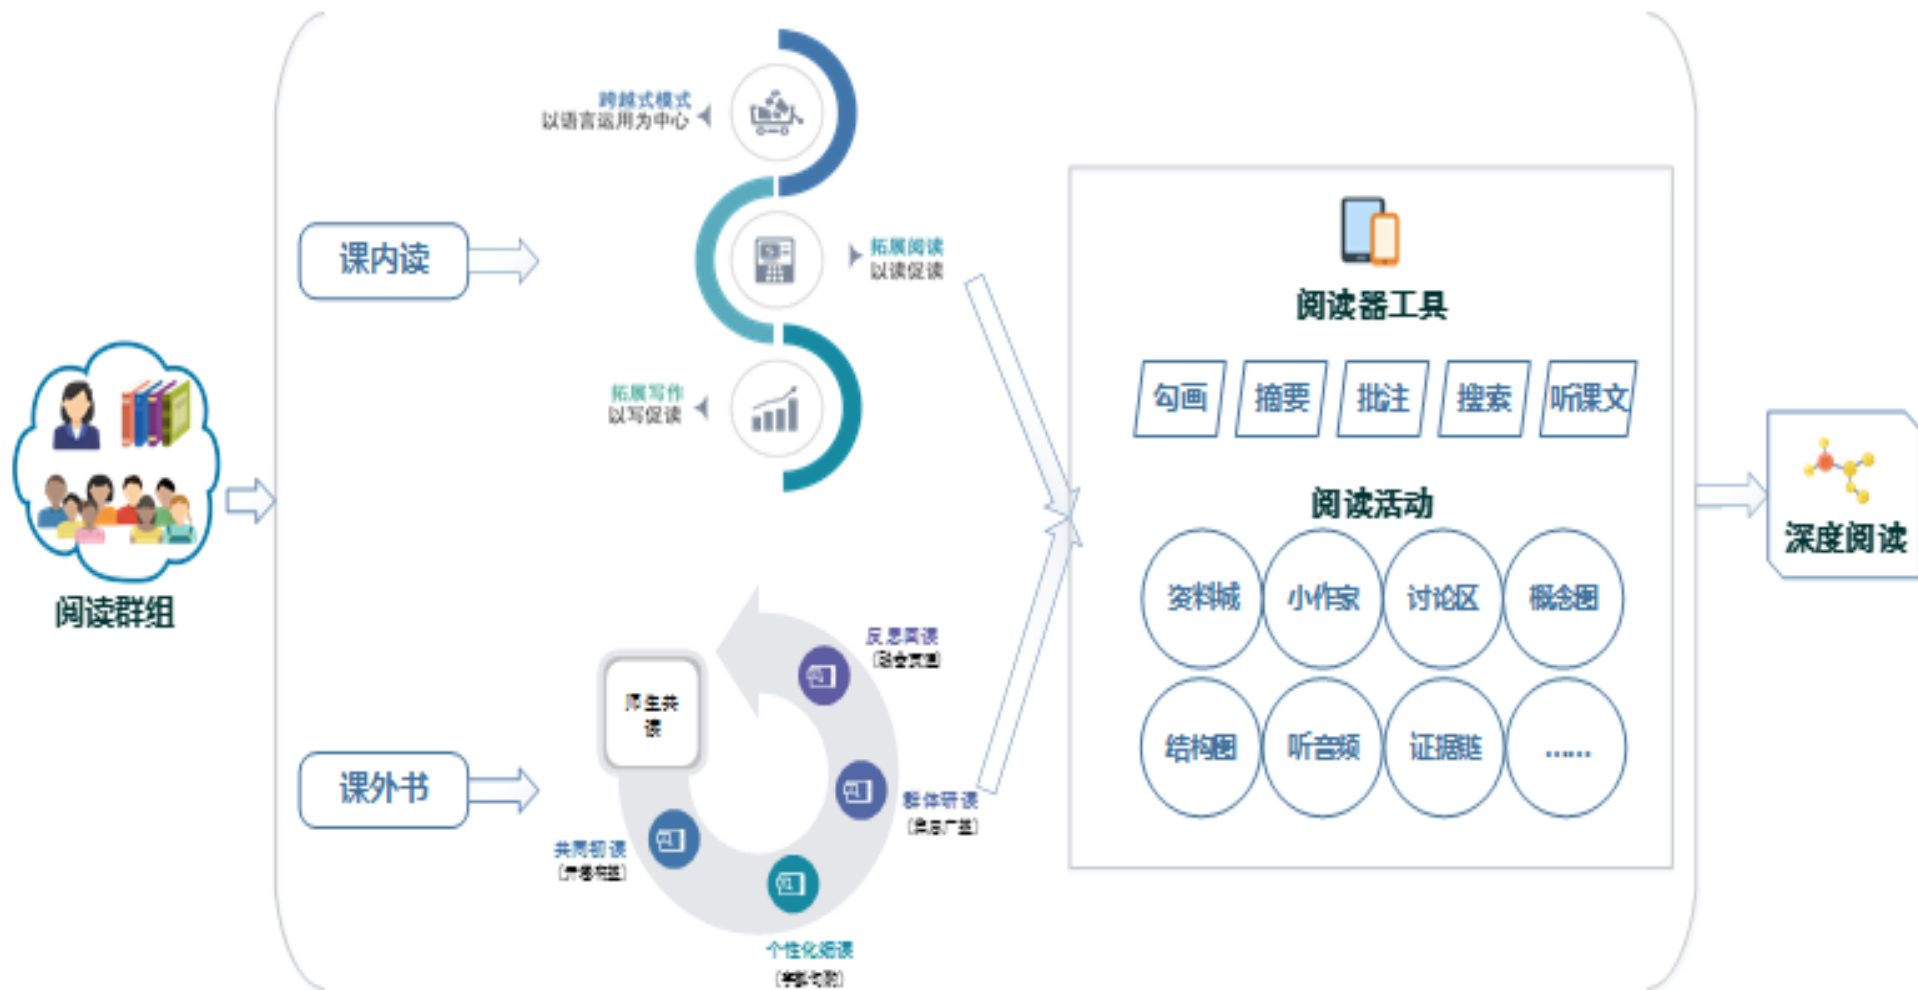 阅读群组
课内读
跨越式模式
以语言运用为中心
拓展阅读
以读促读
拓展写作
以写促读
课外书
师生共
读
共同初读
个性化细读
群体研读
反思回读
阅读器工具
勾画
摘要
批注
搜索
听课文
阅读活动
资料城
小作家
讨论区
概念图
结构图
听音频
证据链
......
深度阅读